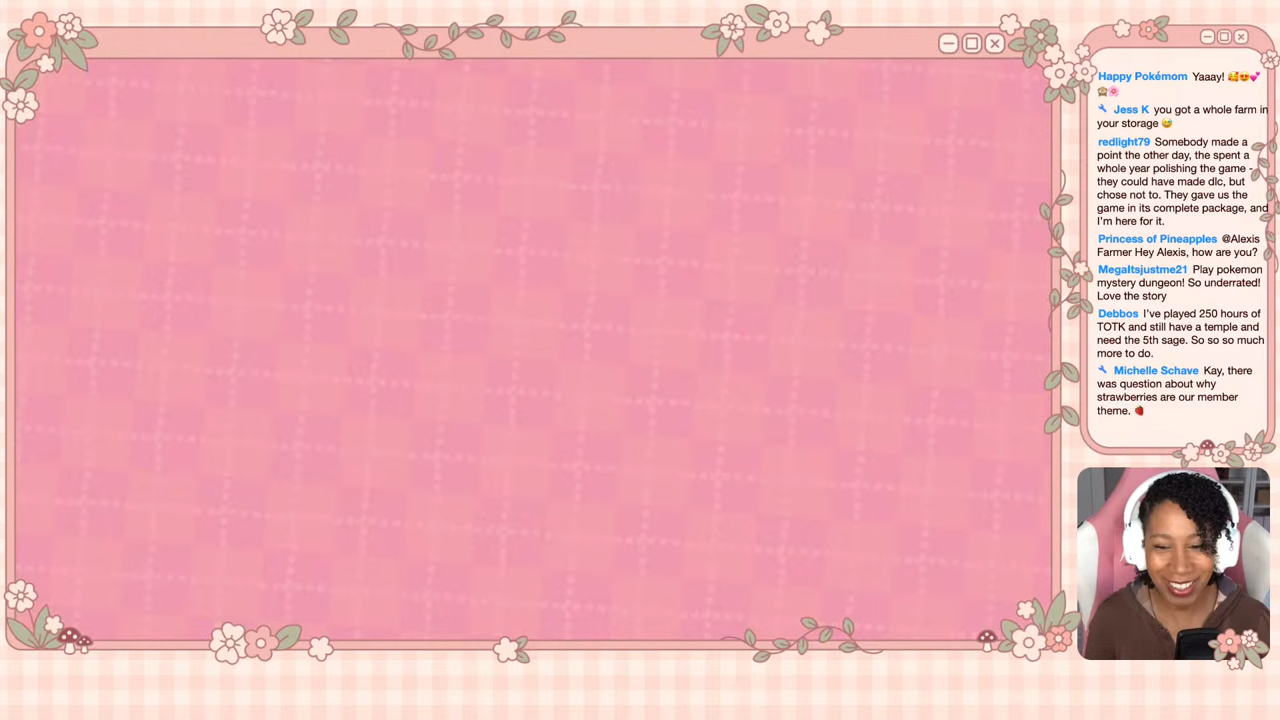 Happy Pokémom Yaaay! 🥰😍💕
🙈🌸
Jess K you got a whole farm in
your storage 😅
redlight79 Somebody made a
point the other day, the spent a
whole year polishing the game -
they could have made dlc, but
chose not to. They gave us the
game in its complete package, and
I'm here for it.
Princess of Pineapples @Alexis
Farmer Hey Alexis, how are you?
MegaItsjustme21 Play pokemon
mystery dungeon! So underrated!
Love the story
Debbos I've played 250 hours of
TOTK and still have a temple and
need the 5th sage. So so so much
more to do.
Michelle Schave Kay, there
was question about why
strawberries are our member
theme. 🍓